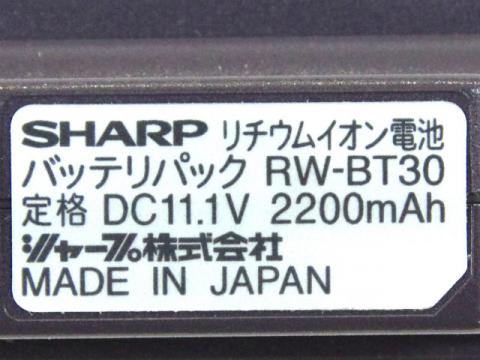 SHARP リチウムイオン電池
バッテリパック RW-BT30
定格 DC11.1V 2200mAh
シャープ株式会社
MADE IN JAPAN